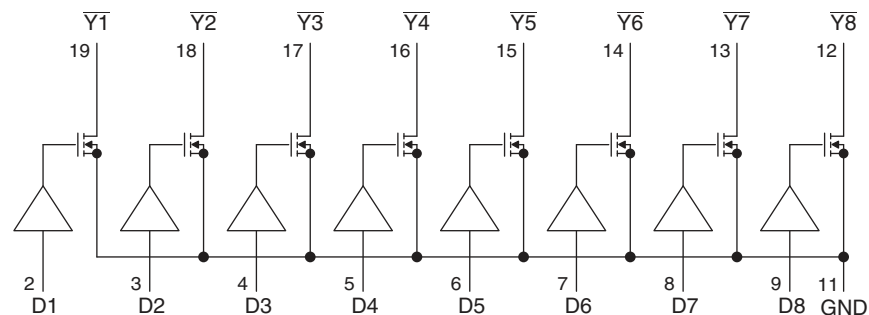 Y1 Y2 Y3 Y4 Y5 Y6 Y7 Y8
19 18 17 16 15 14 13 12
2 3 4 5 6 7 8 9 11
D1 D2 D3 D4 D5 D6 D7 D8 GND